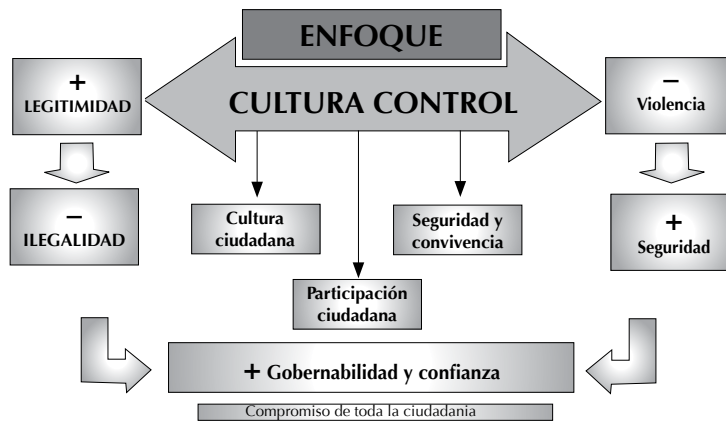 ENFOQUE
CULTURA CONTROL
+
LEGITIMIDAD
−
Violencia
−
ILEGALIDAD
Cultura
ciudadana
Seguridad y
convivencia
+
Seguridad
Participación
ciudadana
+ Gobernabilidad y confianza
Compromiso de toda la ciudadania